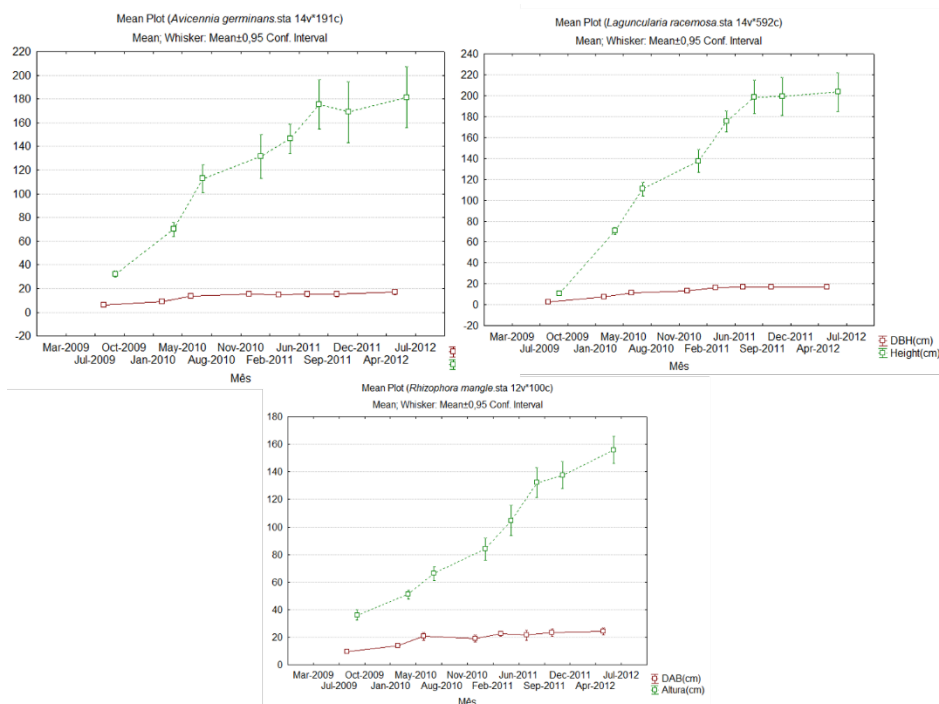 Mean Plot (Avicennia germinans.sta 14v*191c)
Mean; Whisker: Mean±0,95 Conf. Interval
220
200
180
160
140
120
100
80
60
40
20
0
-20
Mar-2009 Oct-2009 May-2010 Nov-2010 Jun-2011 Dec-2011 Jul-2012
Jul-2009 Jan-2010 Aug-2010 Feb-2011 Sep-2011 Apr-2012
Mês
Mean Plot (Laguncularia racemosa.sta 14v*592c)
Mean; Whisker: Mean±0,95 Conf. Interval
240
220
200
180
160
140
120
100
80
60
40
20
0
-20
Mar-2009 Oct-2009 May-2010 Nov-2010 Jun-2011 Dec-2011 Jul-2012
Jul-2009 Jan-2010 Aug-2010 Feb-2011 Sep-2011 Apr-2012
Mês
DBH(cm)
Height(cm)
Mean Plot (Rhizophora mangle.sta 12v*100c)
Mean; Whisker: Mean±0,95 Conf. Interval
180
160
140
120
100
80
60
40
20
0
-20
Mar-2009 Oct-2009 May-2010 Nov-2010 Jun-2011 Dec-2011 Jul-2012
Jul-2009 Jan-2010 Aug-2010 Feb-2011 Sep-2011 Apr-2012
Mês
DAB(cm)
Altura(cm)